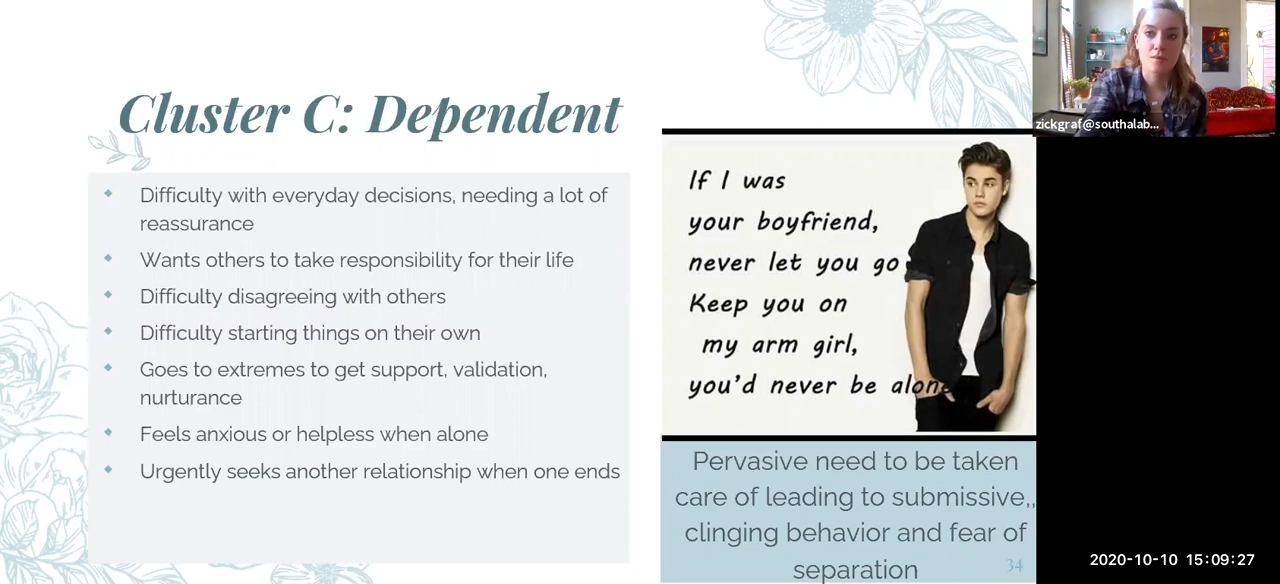 Cluster C: Dependent
Difficulty with everyday decisions, needing a lot of
reassurance
Wants others to take responsibility for their life
Difficulty disagreeing with others
Difficulty starting things on their own
Goes to extremes to get support, validation,
nurturance
Feels anxious or helpless when alone
Urgently seeks another relationship when one ends
If I was
your boyfriend,
never let you go
Keep you on
my arm girl,
you'd never be alone
Pervasive need to be taken
care of leading to submissive,,
clinging behavior and fear of
separation
34
zickgraf@southalab...
2020-10-10 15:09:27